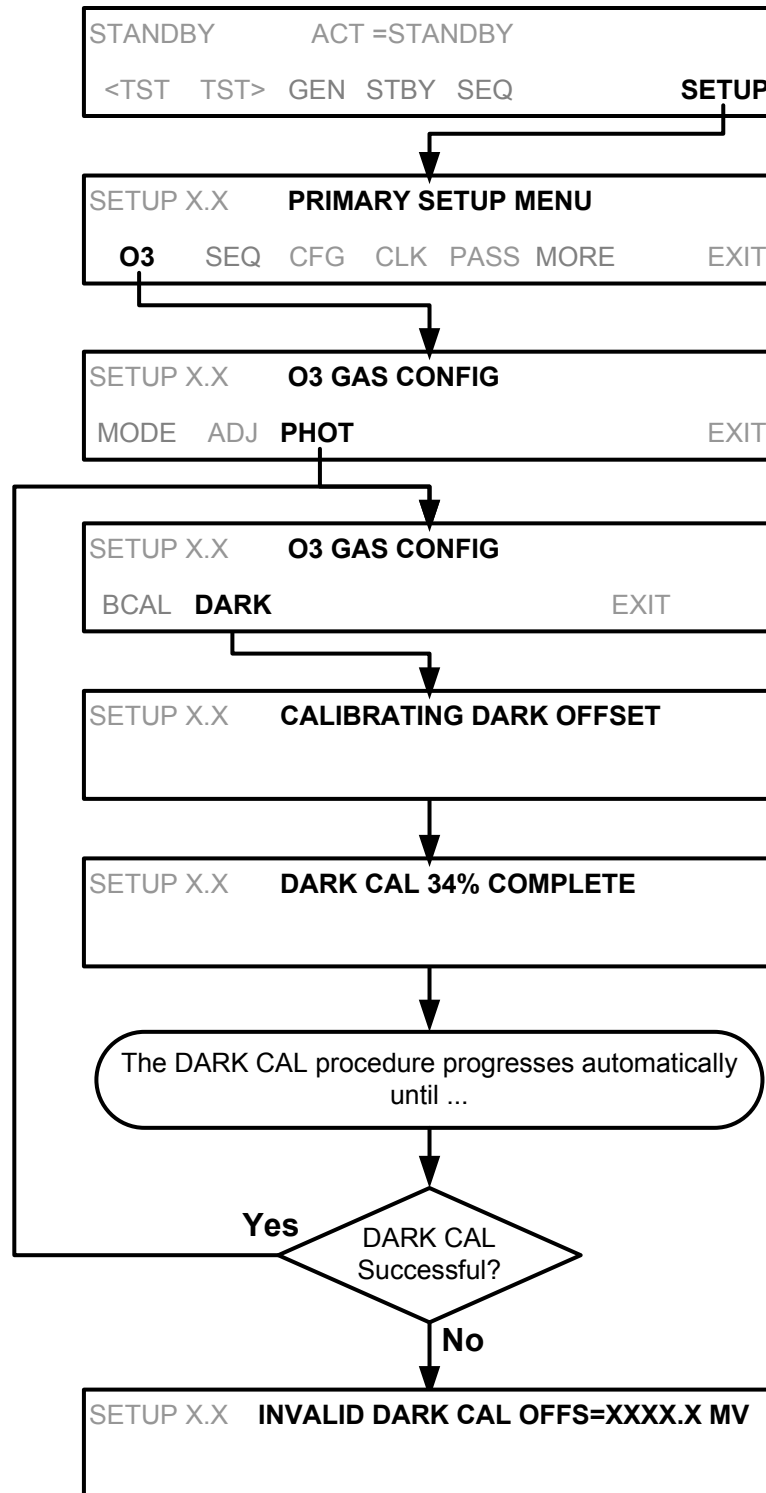 STANDBY ACT =STANDBY
<TST TST> GEN STBY SEQ SETUP
SETUP X.X PRIMARY SETUP MENU
O3 SEQ CFG CLK PASS MORE EXIT
SETUP X.X O3 GAS CONFIG
MODE ADJ PHOT EXIT
SETUP X.X O3 GAS CONFIG
BCAL DARK EXIT
SETUP X.X CALIBRATING DARK OFFSET
SETUP X.X DARK CAL 34% COMPLETE
The DARK CAL procedure progresses automatically
until ...
Yes
DARK CAL
Successful?
No
SETUP X.X INVALID DARK CAL OFFS=XXXX.X MV